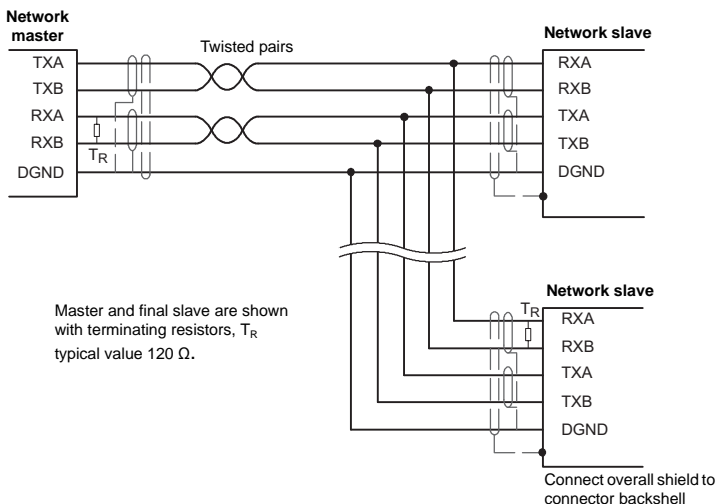 Network
master
TXA
TXB
RXA
RXB
TR
DGND
Twisted pairs
Network slave
RXA
RXB
TXA
TXB
DGND
Master and final slave are shown
with terminating resistors, TR
typical value 120 Ω.
Network slave
TR
RXA
RXB
TXA
TXB
DGND
Connect overall shield to
connector backshell